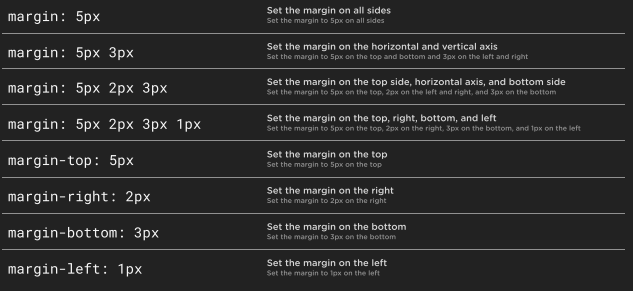 margin: 5px
Set the margin on all sides
Set the margin to 5px on all sides
margin: 5px 3px
Set the margin on the horizontal and vertical axis
Set the margin to 5px on the top and bottom and 3px on the left and right
margin: 5px 2px 3px
Set the margin on the top side, horizontal axis, and bottom side
Set the margin to 5px on the top, 2px on the left and right, and 3px on the bottom
margin: 5px 2px 3px 1px
Set the margin on the top, right, bottom, and left
Set the margin to 5px on the top, 2px on the right, 3px on the bottom, and 1px on the left
margin-top: 5px
Set the margin on the top
Set the margin to 5px on the top
margin-right: 2px
Set the margin on the right
Set the margin to 2px on the right
margin-bottom: 3px
Set the margin on the bottom
Set the margin to 3px on the bottom
margin-left: 1px
Set the margin on the left
Set the margin to 1px on the left